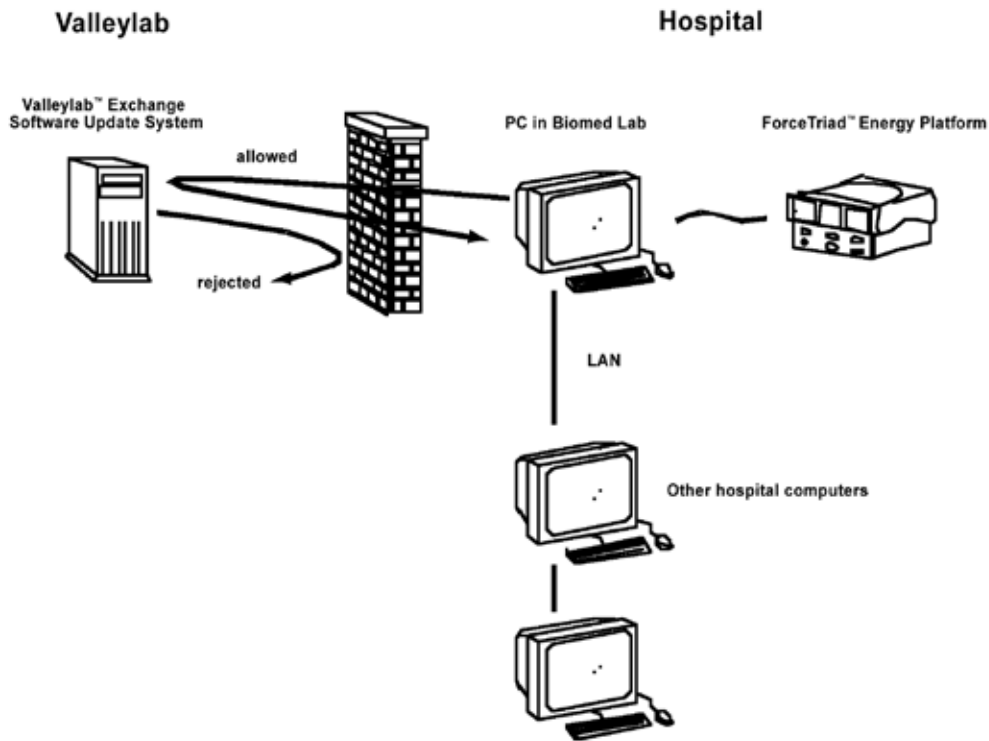 Valleylab
Hospital
Valleylab™ Exchange
Software Update System
PC in Biomed Lab
ForceTriad™ Energy Platform
allowed
rejected
LAN
Other hospital computers